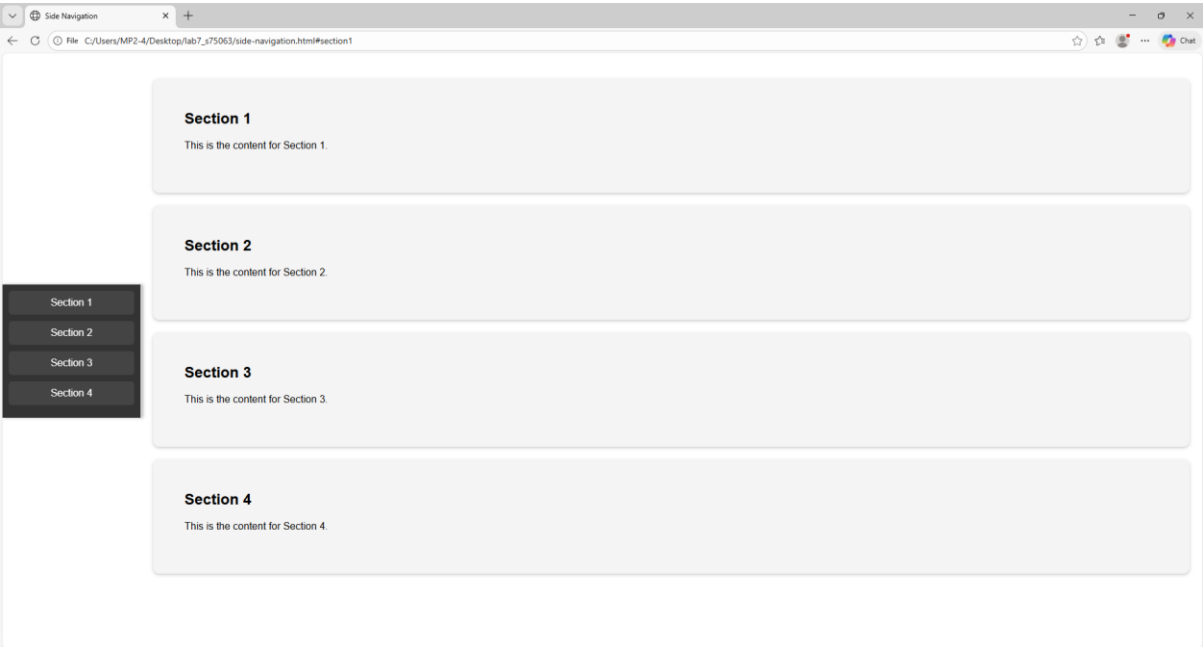 Side Navigation
File C:/Users/MP2-4/Desktop/lab7_s75063/side-navigation.html#section1
Chat
Section 1
This is the content for Section 1.
Section 2
This is the content for Section 2.
Section 1
Section 2
Section 3
Section 4
Section 3
This is the content for Section 3.
Section 4
This is the content for Section 4.